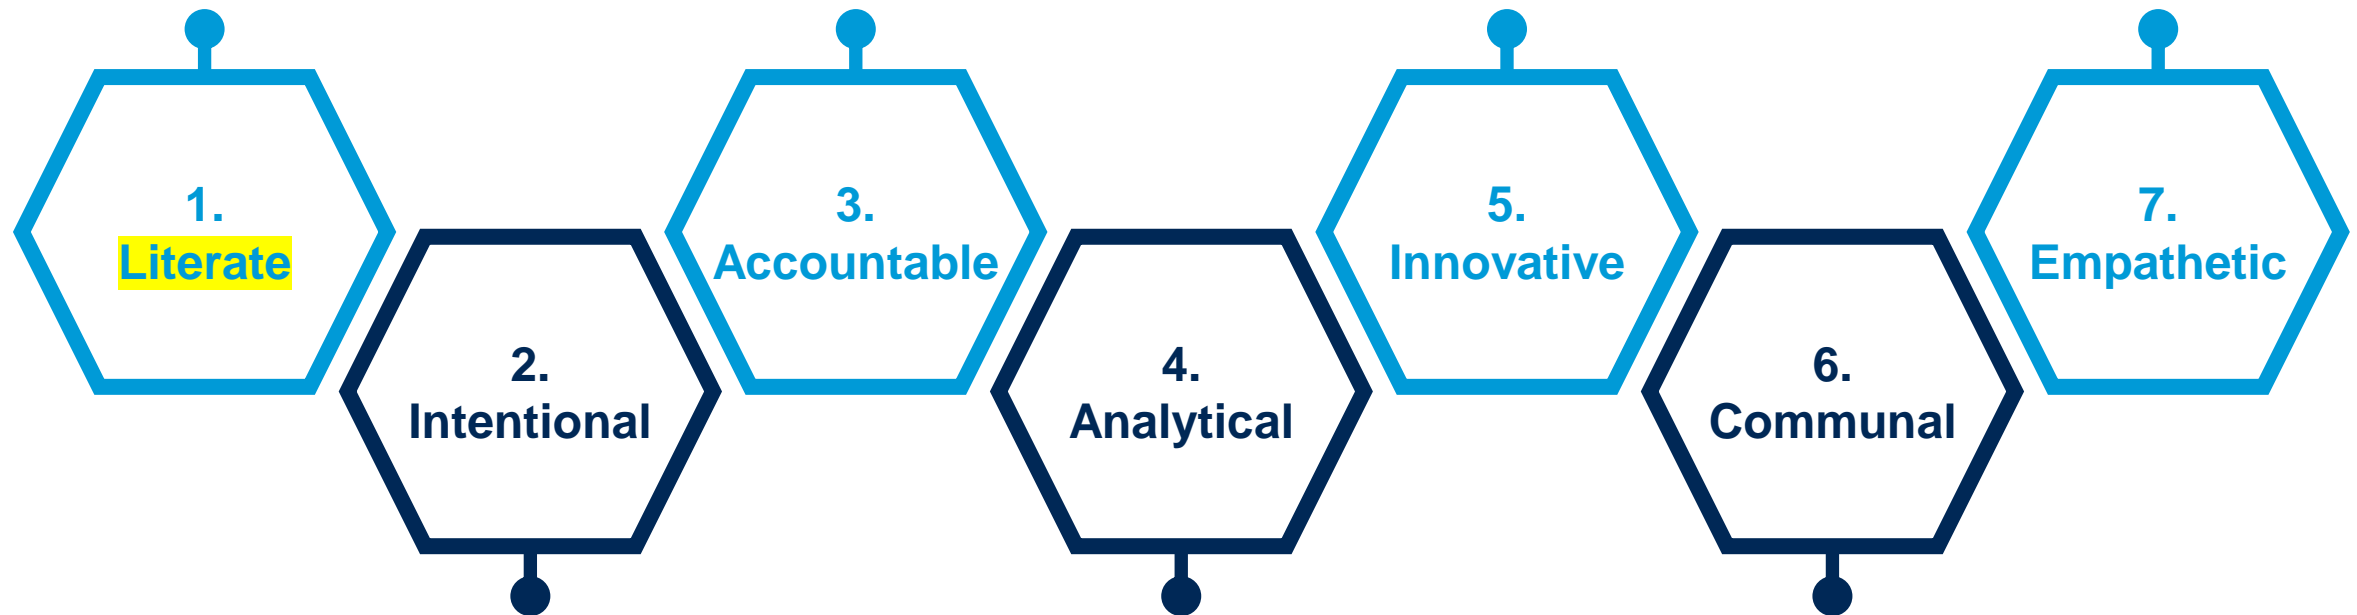 1.
Literate
2.
Intentional
3.
Accountable
4.
Analytical
5.
Innovative
6.
Communal
7.
Empathetic